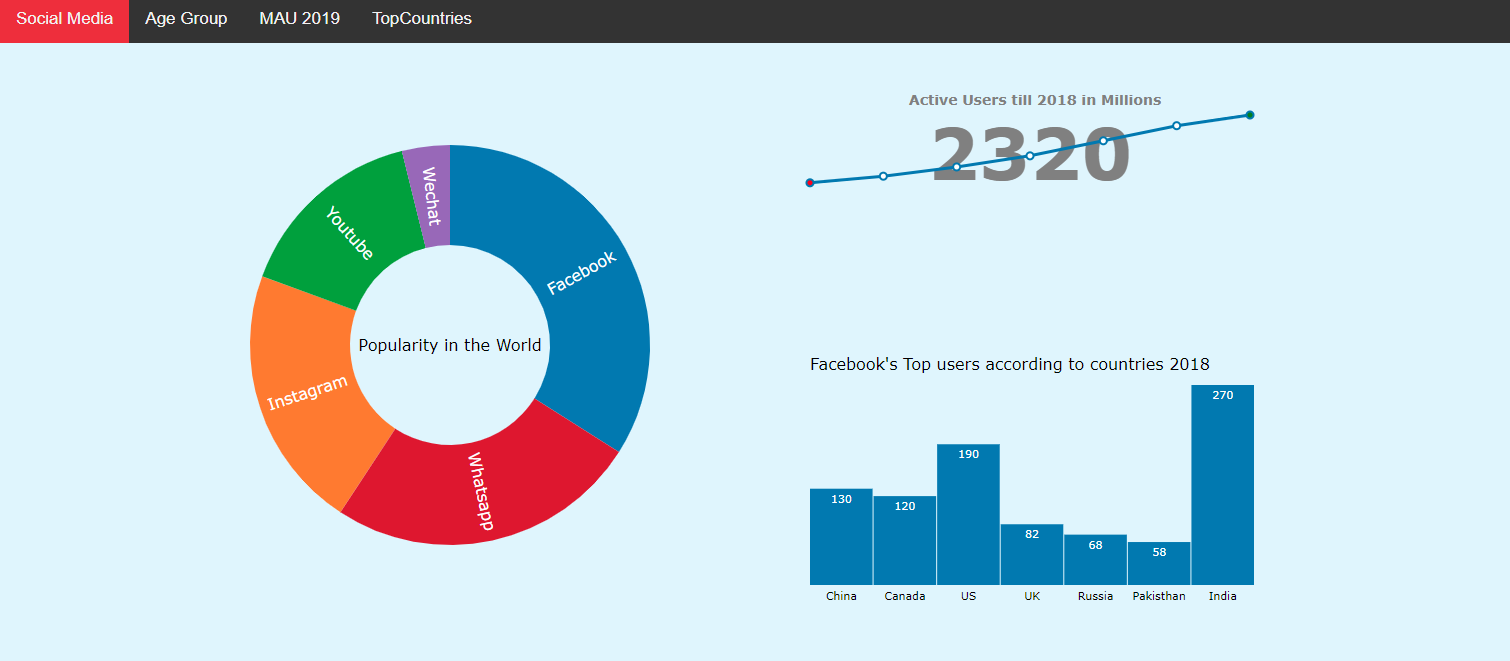 Social Media Age Group MAU 2019 TopCountries
Active Users till 2018 in Millions
2320
Wechat
Youtube
Facebook
Popularity in the World
Instagram
Whatsapp
Facebook's Top users according to countries 2018
270
190
130
120
82
68
58
China Canada US UK Russia Pakisthan India